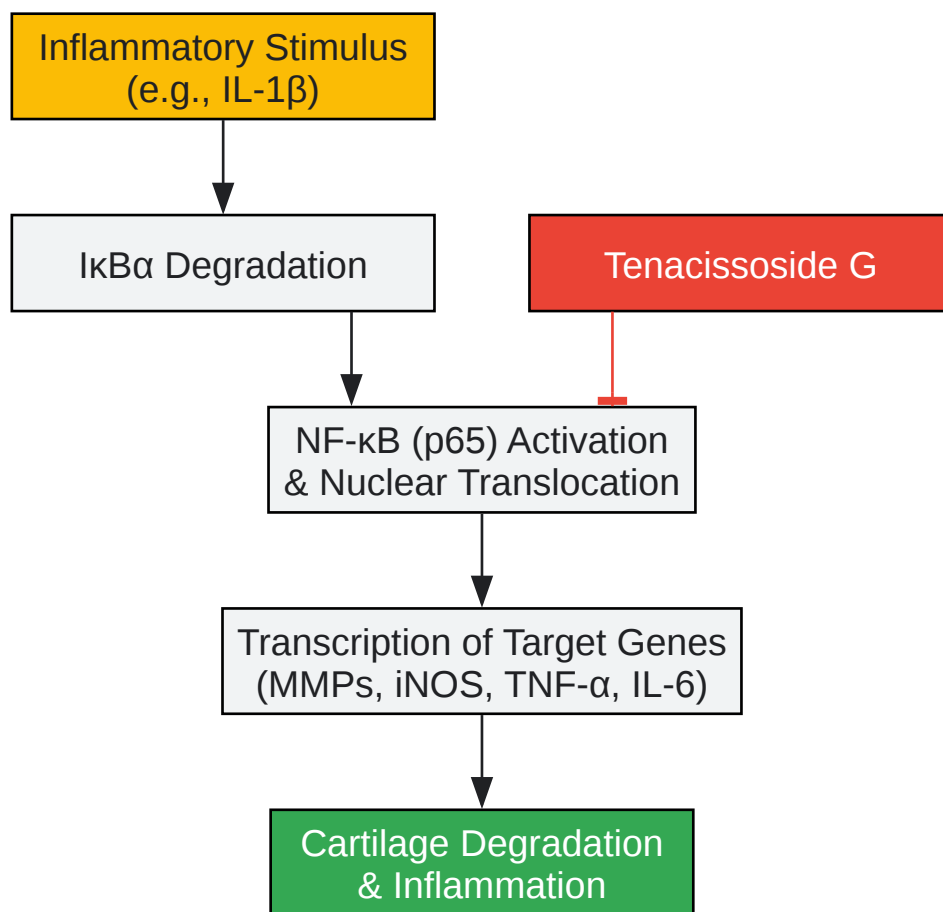 Inflammatory Stimulus
(e.g., IL-1β)
IκBα Degradation
Tenacissoside G
NF-κB (p65) Activation
& Nuclear Translocation
Transcription of Target Genes
(MMPs, iNOS, TNF-α, IL-6)
Cartilage Degradation
& Inflammation